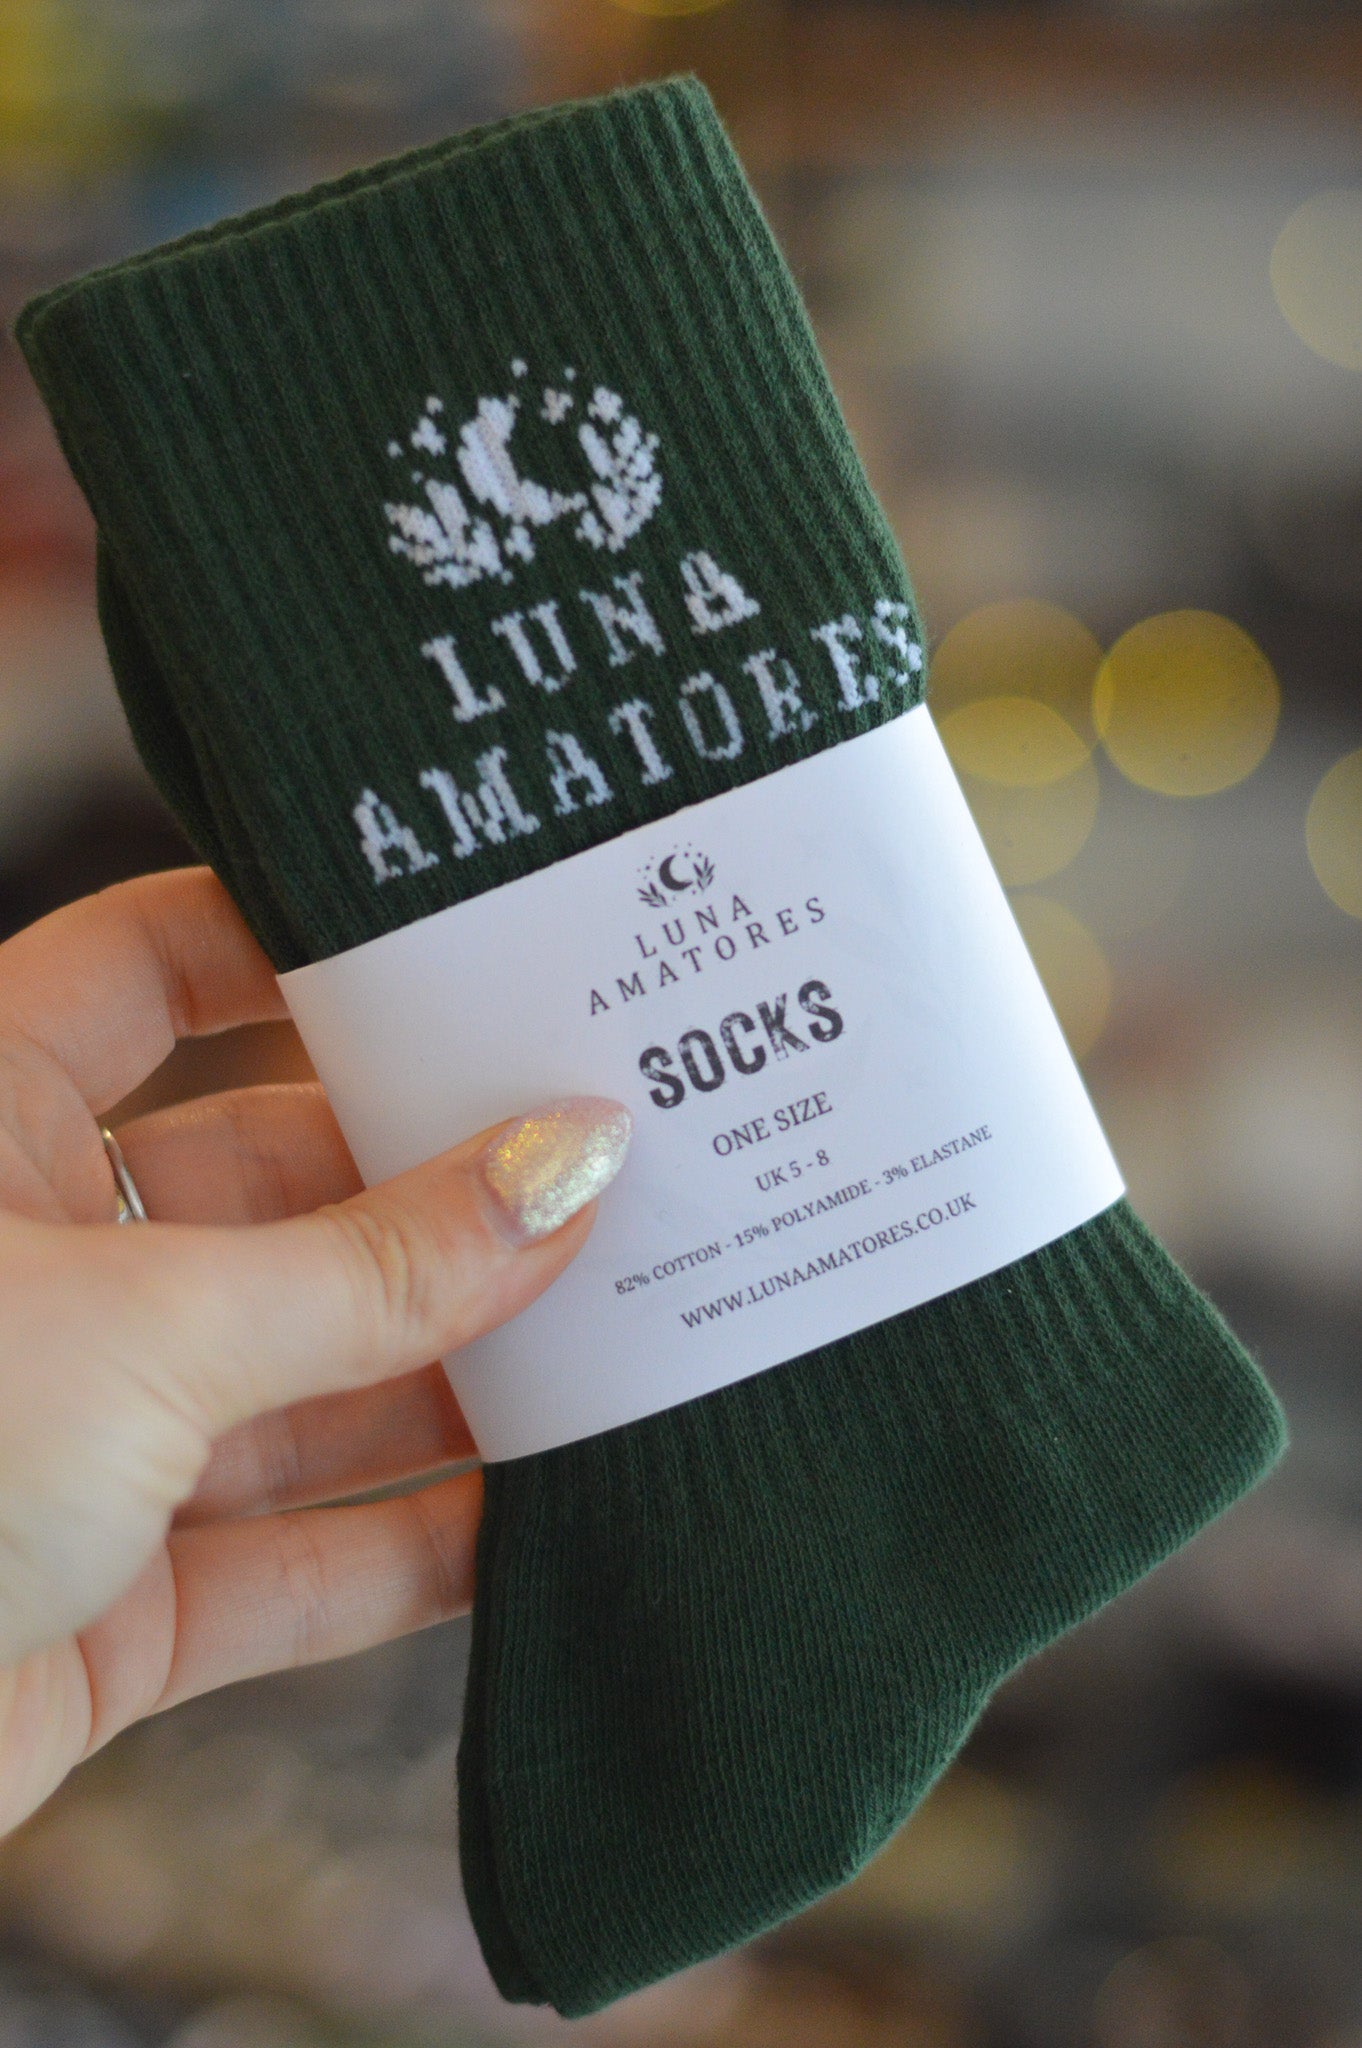 LUNA
AMATORES
LUNA
AMATORES
SOCKS
ONE SIZE
UK 5 - 8
82% COTTON - 15% POLYAMIDE - 3% ELASTANE
WWW.LUNAAMATORES.CO.UK